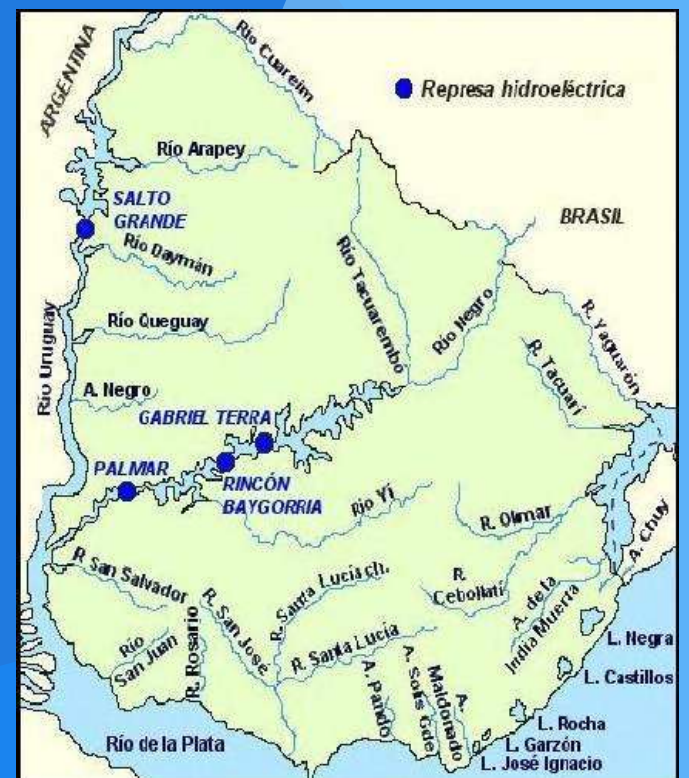 Río Cuareim
ARGENTINA
Represa hidroeléctrica
Río Arapey
SALTO
GRANDE
BRASIL
Río Daymán
Río Tacuarembó
Río Negro
Río Uruguay
Río Queguay
R. Yaguarón
R. Tacuarí
A. Negro
GABRIEL TERRA
PALMAR
RINCÓN
BAYGORRIA
Río Yí
R. Olimar
A. Chuy
R. San Salvador
R. Santa Lucía ch.
R.
Cebollatí
A. de la
India Muerta
R. San José
Río
San Juan
R. Rosario
R. Santa Lucía
L. Negra
L. Castillos
A. Pando
A. Solís Gde
A.
Maldonado
L. Rocha
L. Garzón
L. José Ignacio
Río de la Plata